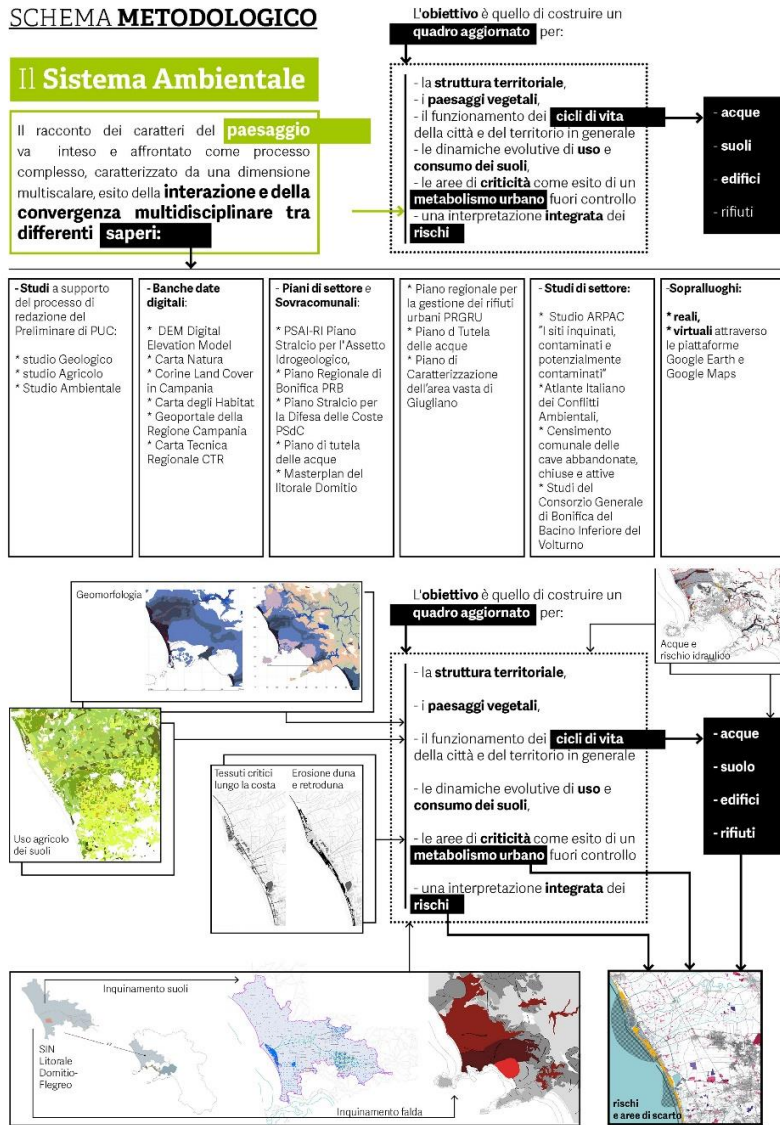 SCHEMA METODOLOGICO
Il Sistema Ambientale
Il racconto dei caratteri del paesaggio
va inteso e affrontato come processo
complesso, caratterizzato da una dimensione
multiscalare, esito della interazione e della
convergenza multidisciplinare tra
differenti saperi:
L'obiettivo è quello di costruire un
quadro aggiornato per:
- la struttura territoriale,
- i paesaggi vegetali,
- il funzionamento dei cicli di vita
della città e del territorio in generale
- le dinamiche evolutive di uso e
consumo dei suoli,
- le aree di criticità come esito di un
metabolismo urbano fuori controllo
- una interpretazione integrata dei
rischi
- acque
- suoli
- edifici
- rifiuti
- Studi a supporto
del processo di
redazione del
Preliminare di PUC:
* studio Geologico
* studio Agricolo
* Studio Ambientale
- Banche date
digitali:
* DEM Digital
Elevation Model
* Carta Natura
* Corine Land Cover
in Campania
* Carta degli Habitat
* Geoportale della
Regione Campania
* Carta Tecnica
Regionale CTR
- Piani di settore e
Sovracomunali:
* PSAI-RI Piano
Stralcio per l'Assetto
Idrogeologico,
* Piano Regionale di
Bonifica PRB
* Piano Stralcio per
la Difesa delle Coste
PSdC
* Piano di tutela
delle acque
* Masterplan del
litorale Domitio
* Piano regionale per
la gestione dei rifiuti
urbani PRGRU
* Piano d Tutela
delle acque
* Piano di
Caratterizzazione
dell'area vasta di
Giugliano
- Studi di settore:
* Studio ARPAC
"I siti inquinati,
contaminati e
potenzialmente
contaminati"
*Atlante Italiano
dei Conflitti
Ambientali,
* Censimento
comunale delle
cave abbandonate,
chiuse e attive
* Studi del
Consorzio Generale
di Bonifica del
Bacino Inferiore del
Volturno
-Sopralluoghi:
* reali,
* virtuali attraverso
le piattaforme
Google Earth e
Google Maps
Geomorfologia
Uso agricolo
dei suoli
Tessuti critici
lungo la costa
Erosione duna
e retroduna
L'obiettivo è quello di costruire un
quadro aggiornato per:
- la struttura territoriale,
- i paesaggi vegetali,
- il funzionamento dei cicli di vita
della città e del territorio in generale
- le dinamiche evolutive di uso e
consumo dei suoli,
- le aree di criticità come esito di un
metabolismo urbano fuori controllo
- una interpretazione integrata dei
rischi
Acque e
rischio idraulico
- acque
- suolo
- edifici
- rifiuti
Inquinamento suoli
SIN
Litorale
Domitio-
Flegreo
Inquinamento falda
rischi
e aree di scarto